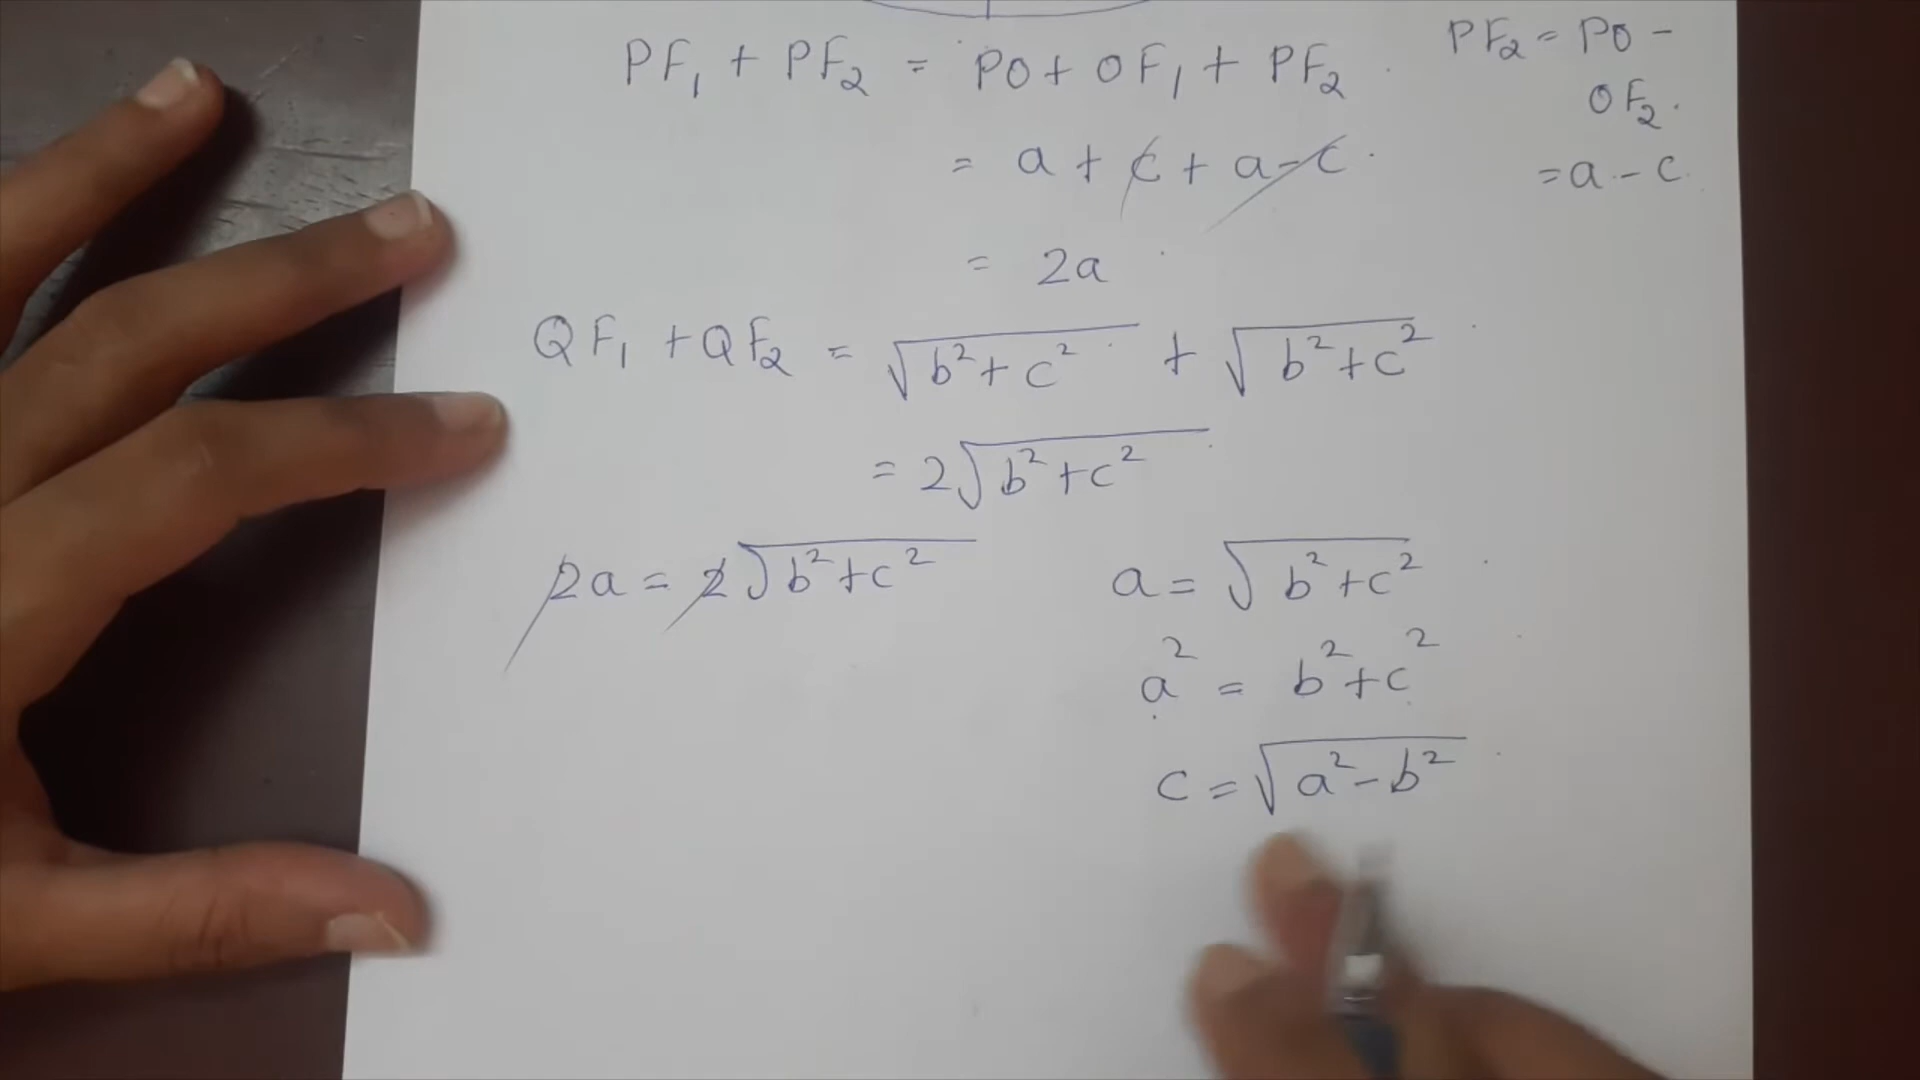 PF₁ + PF₂ = PO + OF₁ + PF₂
= a + c + a - c
= 2a
PF₂ = PO -
OF₂.
= a - c
QF₁ + QF₂ = √(b² + c²) + √(b² + c²)
= 2√(b² + c²)
2a = 2√(b² + c²)
a = √(b² + c²)
a² = b² + c²
c = √(a² - b²)